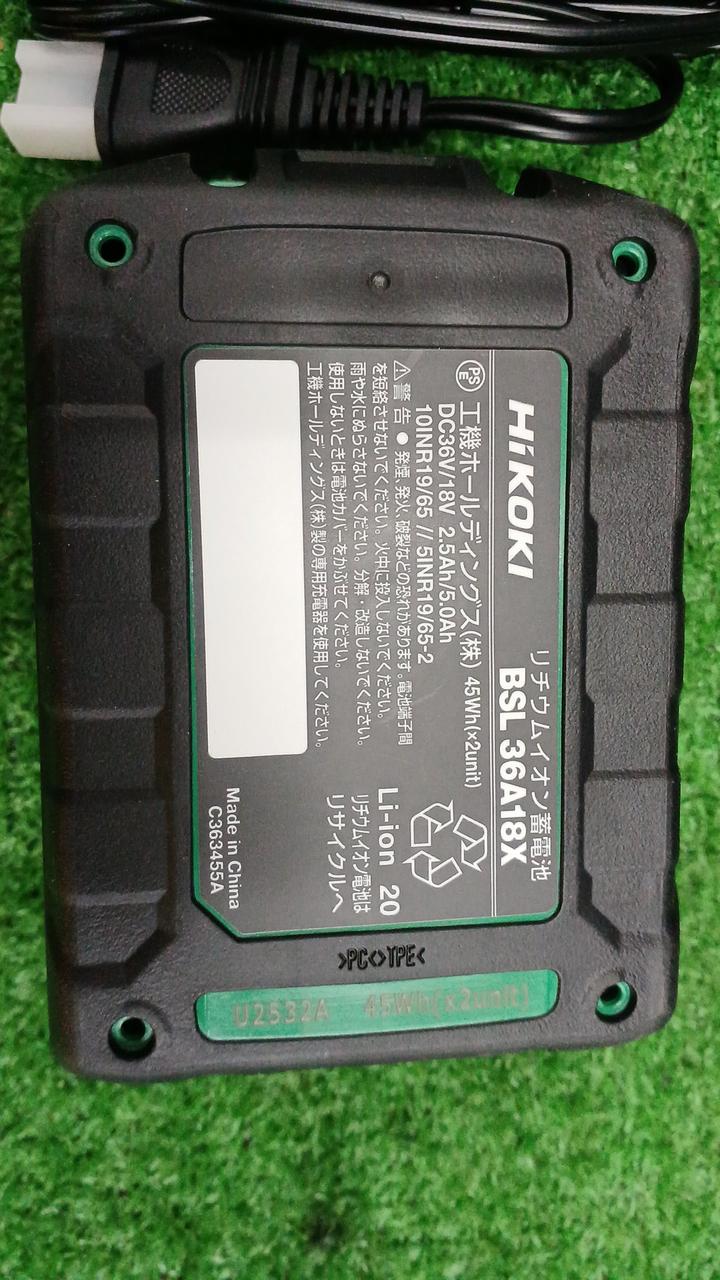 HiKOKI
リチウムイオン蓄電池
BSL 36A18X
PSE
工機ホールディングス(株) 45Wh(x2unit)
DC36V/18V 2.5Ah/5.0Ah
10INR19/65 // 5INR19/65-2
⚠警告 ● 発煙、発火、破裂などの恐れがあります。電池端子間
を短絡させないでください。火中に投入しないでください。
雨や水にぬらさないでください。分解・改造しないでください。
使用しないときは電池カバーをかぶせてください。
工機ホールディングス(株)製の専用充電器を使用してください。
Li-ion 20
リチウムイオン電池は
リサイクルへ
Made in China
C363455A
>PC<>TPE<
U2532A 45Wh(x2unit)